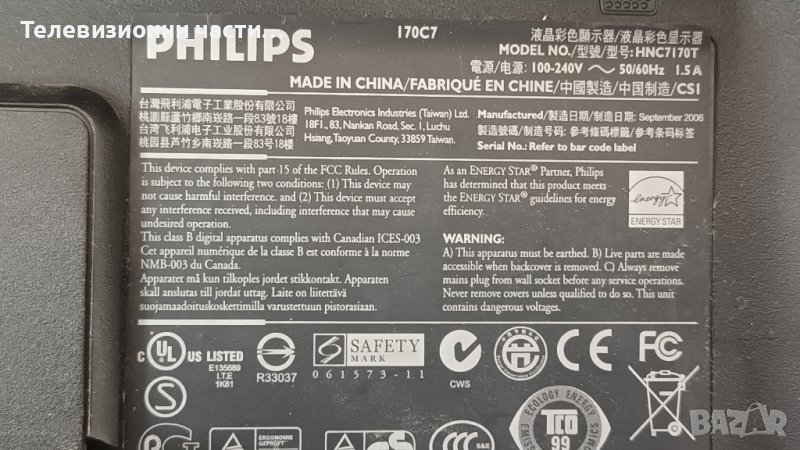 Телевизионни части...
PHILIPS
170C7
液晶彩色顯示器/液晶彩色显示器
MODEL NO./型號/型号: HNC7170T
電源/电源: 100-240V ～ 50/60Hz 1.5A
MADE IN CHINA/FABRIQUÉ EN CHINE/中國製造/中国制造/CSI
台灣飛利浦電子工業股份有限公司
桃園縣蘆竹鄉南崁路一段83號18樓
台湾飞利浦电子工业股份有限公司
桃园县芦竹乡南崁路一段83号18楼
Philips Electronics Industries (Taiwan) Ltd.
18Fl., 83, Nankan Road, Sec. 1, Luchu
Hsiang, Taoyuan County, 33859 Taiwan.
Manufactured/製造日期/制造日期: September 2006
製造號碼/制造号码: 參考條碼標籤/参考条码标签
Serial No.: Refer to bar code label
This device complies with part 15 of the FCC Rules. Operation
is subject to the following two conditions: (1) This device may
not cause harmful interference. and (2) This device must accept
any interference received, including interference that may cause
undesired operation.
This class B digital apparatus complies with Canadian ICES-003
Cet appareil numérique de la classe B est conforme à la norme
NMB-003 du Canada.
Apparatet må kun tilkoples jordet stikkontakt. Apparaten
skall anslutas till jordat uttag. Laite on liitettävä
suojamaadoituskoskettimilla varustettuun pistorasiaan.
As an ENERGY STAR® Partner, Philips
has determined that this product meets
the ENERGY STAR® guidelines for energy
efficiency.
energy
ENERGY STAR
WARNING:
A) This apparatus must be earthed. B) Live parts are made
accessible when backcover is removed. C) Always remove
mains plug from wall socket before any service operations.
Never remove covers unless qualified to do so. This unit
contains dangerous voltages.
C UL US LISTED
E135689
I.T.E
1K81
S
R33037
S SAFETY
MARK
061573-11
CWS
CE
FC
ECOLOGY ENERGY
TCO
99
ERGONOMIE
GEPRÜFT
CCC
S&E
BAZAR